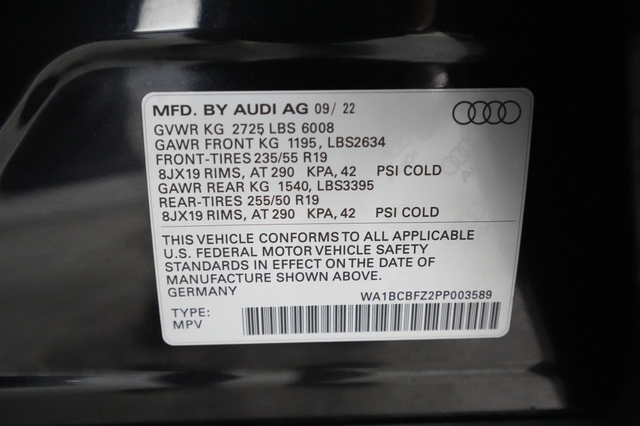 MFD. BY AUDI AG 09/ 22
GVWR KG 2725 LBS 6008
GAWR FRONT KG 1195, LBS2634
FRONT-TIRES 235/55 R19
8JX19 RIMS, AT 290 KPA, 42 PSI COLD
GAWR REAR KG 1540, LBS3395
REAR-TIRES 255/50 R19
8JX19 RIMS, AT 290 KPA, 42 PSI COLD
THIS VEHICLE CONFORMS TO ALL APPLICABLE
U.S. FEDERAL MOTOR VEHICLE SAFETY
STANDARDS IN EFFECT ON THE DATE OF
MANUFACTURE SHOWN ABOVE.
GERMANY WA1BCBFZ2PP003589
TYPE:
MPV